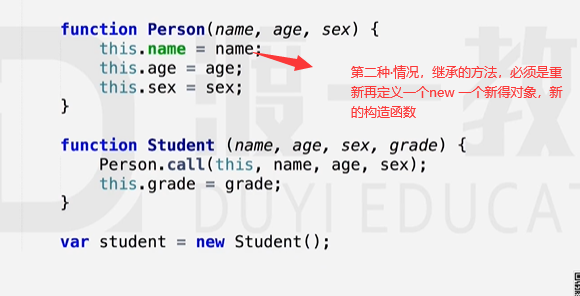 function Person(name, age, sex) {
this.name = name;
this.age = age;
this.sex = sex;
}
第二种·情况，继承的方法，必须是重
新再定义一个new 一个新得对象，新
的构造函数
function Student (name, age, sex, grade) {
Person.call(this, name, age, sex);
this.grade = grade;
}
var student = new Student();
渡一教
DUYI EDUCAT